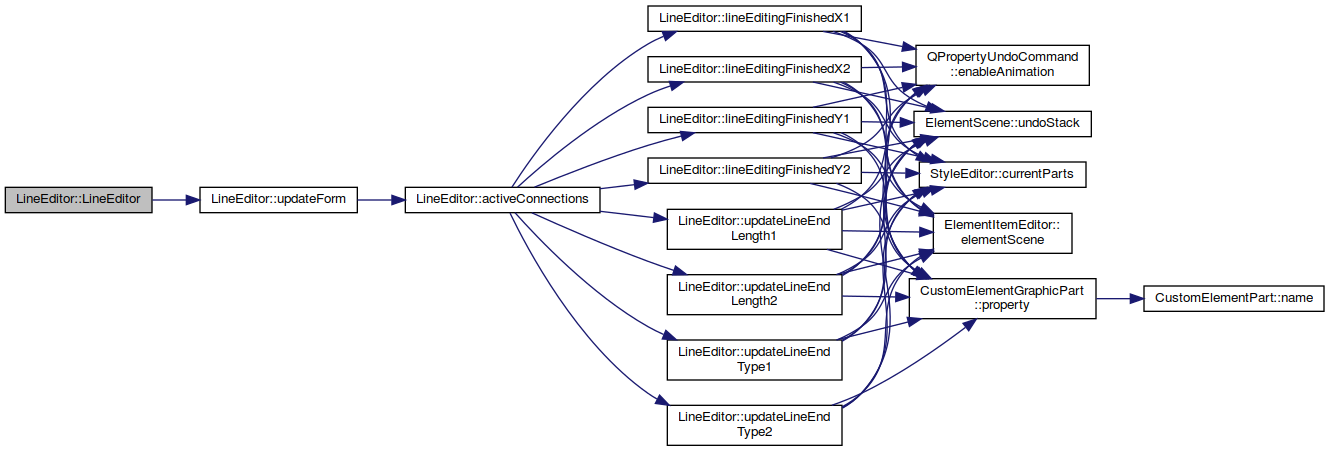 LineEditor::LineEditor
LineEditor::updateForm
LineEditor::activeConnections
LineEditor::lineEditingFinishedX1
LineEditor::lineEditingFinishedX2
LineEditor::lineEditingFinishedY1
LineEditor::lineEditingFinishedY2
LineEditor::updateLineEnd
Length1
LineEditor::updateLineEnd
Length2
LineEditor::updateLineEnd
Type1
LineEditor::updateLineEnd
Type2
QPropertyUndoCommand
::enableAnimation
ElementScene::undoStack
StyleEditor::currentParts
ElementItemEditor::
elementScene
CustomElementGraphicPart
::property
CustomElementPart::name